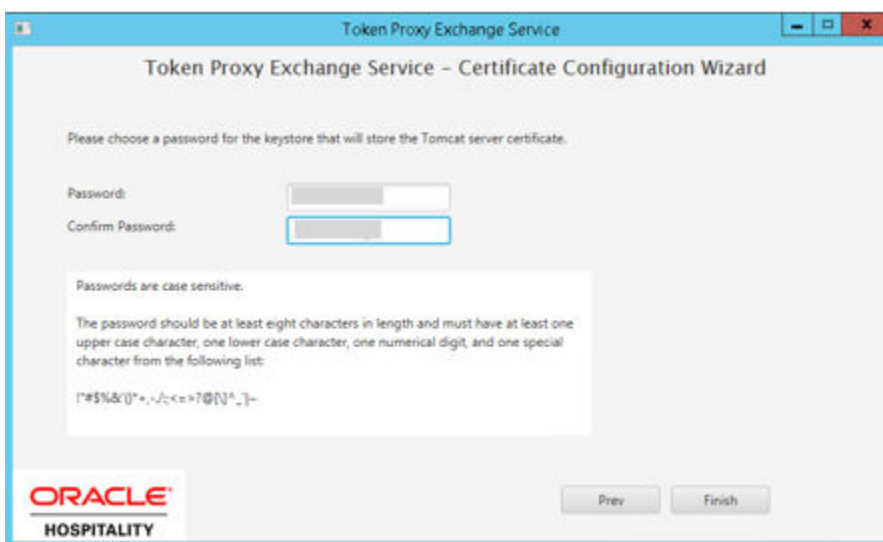 Token Proxy Exchange Service
Token Proxy Exchange Service – Certificate Configuration Wizard
Please choose a password for the keystore that will store the Tomcat server certificate.
Password:
Confirm Password:
Passwords are case sensitive.
The password should be at least eight characters in length and must have at least one
upper case character, one lower case character, one numerical digit, and one special
character from the following list:
ORACLE
HOSPITALITY
Prev
Finish